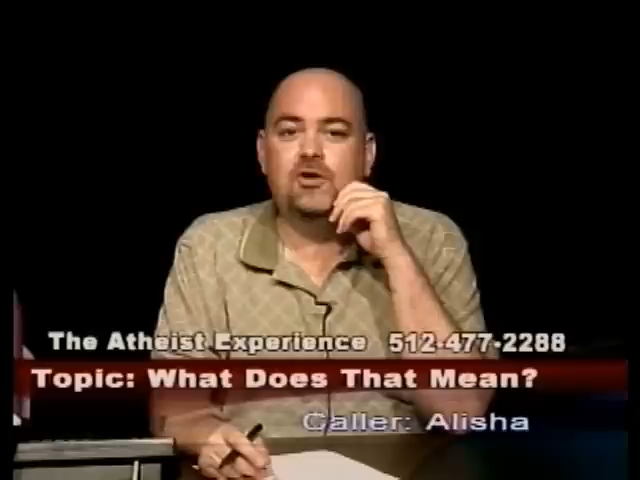 The Atheist Experience 512-477-2288
Topic: What Does That Mean?
Caller: Alisha